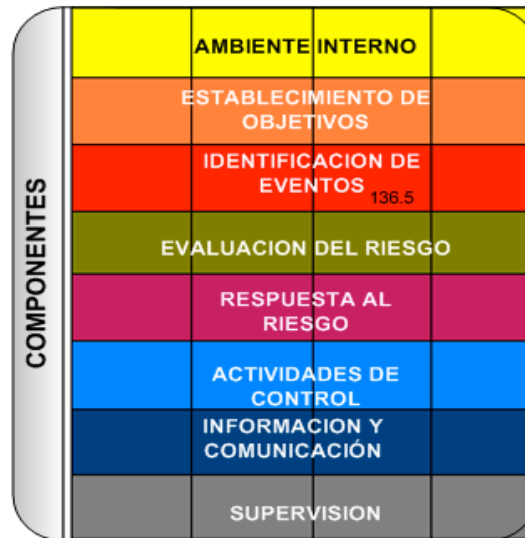 COMPONENTES
AMBIENTE INTERNO
ESTABLECIMIENTO DE
OBJETIVOS
IDENTIFICACION DE
EVENTOS
136.5
EVALUACION DEL RIESGO
RESPUESTA AL
RIESGO
ACTIVIDADES DE
CONTROL
INFORMACION Y
COMUNICACIÓN
SUPERVISION